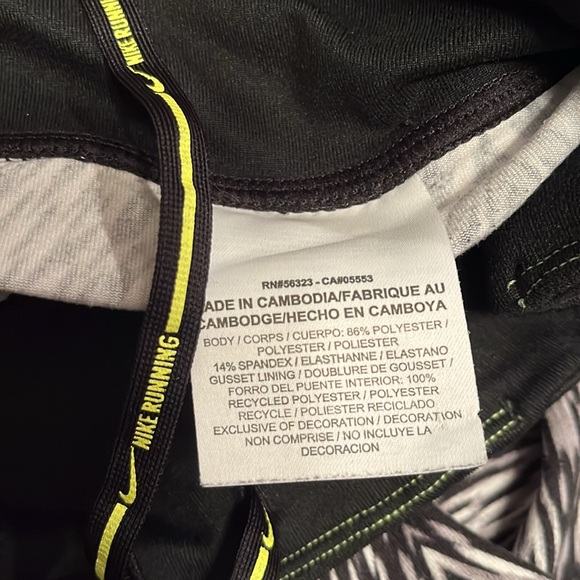 NIKE RUNNING
NIKE RUNNING
RN#56323 - CA#05553
MADE IN CAMBODIA/FABRIQUE AU
CAMBODGE/HECHO EN CAMBOYA
BODY / CORPS / CUERPO: 86% POLYESTER /
POLYESTER / POLIESTER
14% SPANDEX / ELASTHANNE / ELASTANO
GUSSET LINING / DOUBLURE DE GOUSSET /
FORRO DEL PUENTE INTERIOR: 100%
RECYCLED POLYESTER / POLYESTER
RECYCLE / POLIESTER RECICLADO
EXCLUSIVE OF DECORATION / DECORATION
NON COMPRISE / NO INCLUYE LA
DECORACION